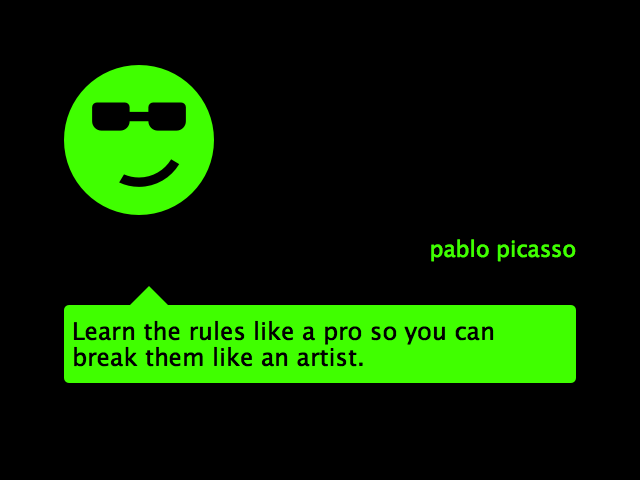 pablo picasso
Learn the rules like a pro so you can
break them like an artist.